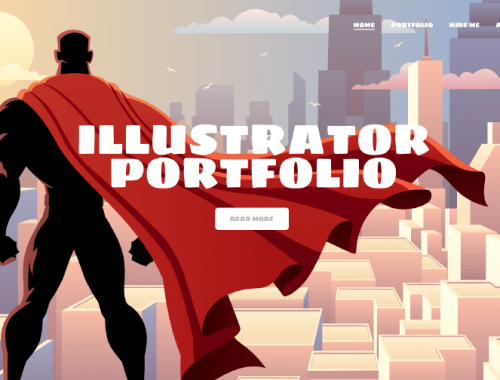 HOME PORTFOLIO HIRE ME
ILLUSTRATOR
PORTFOLIO
READ MORE